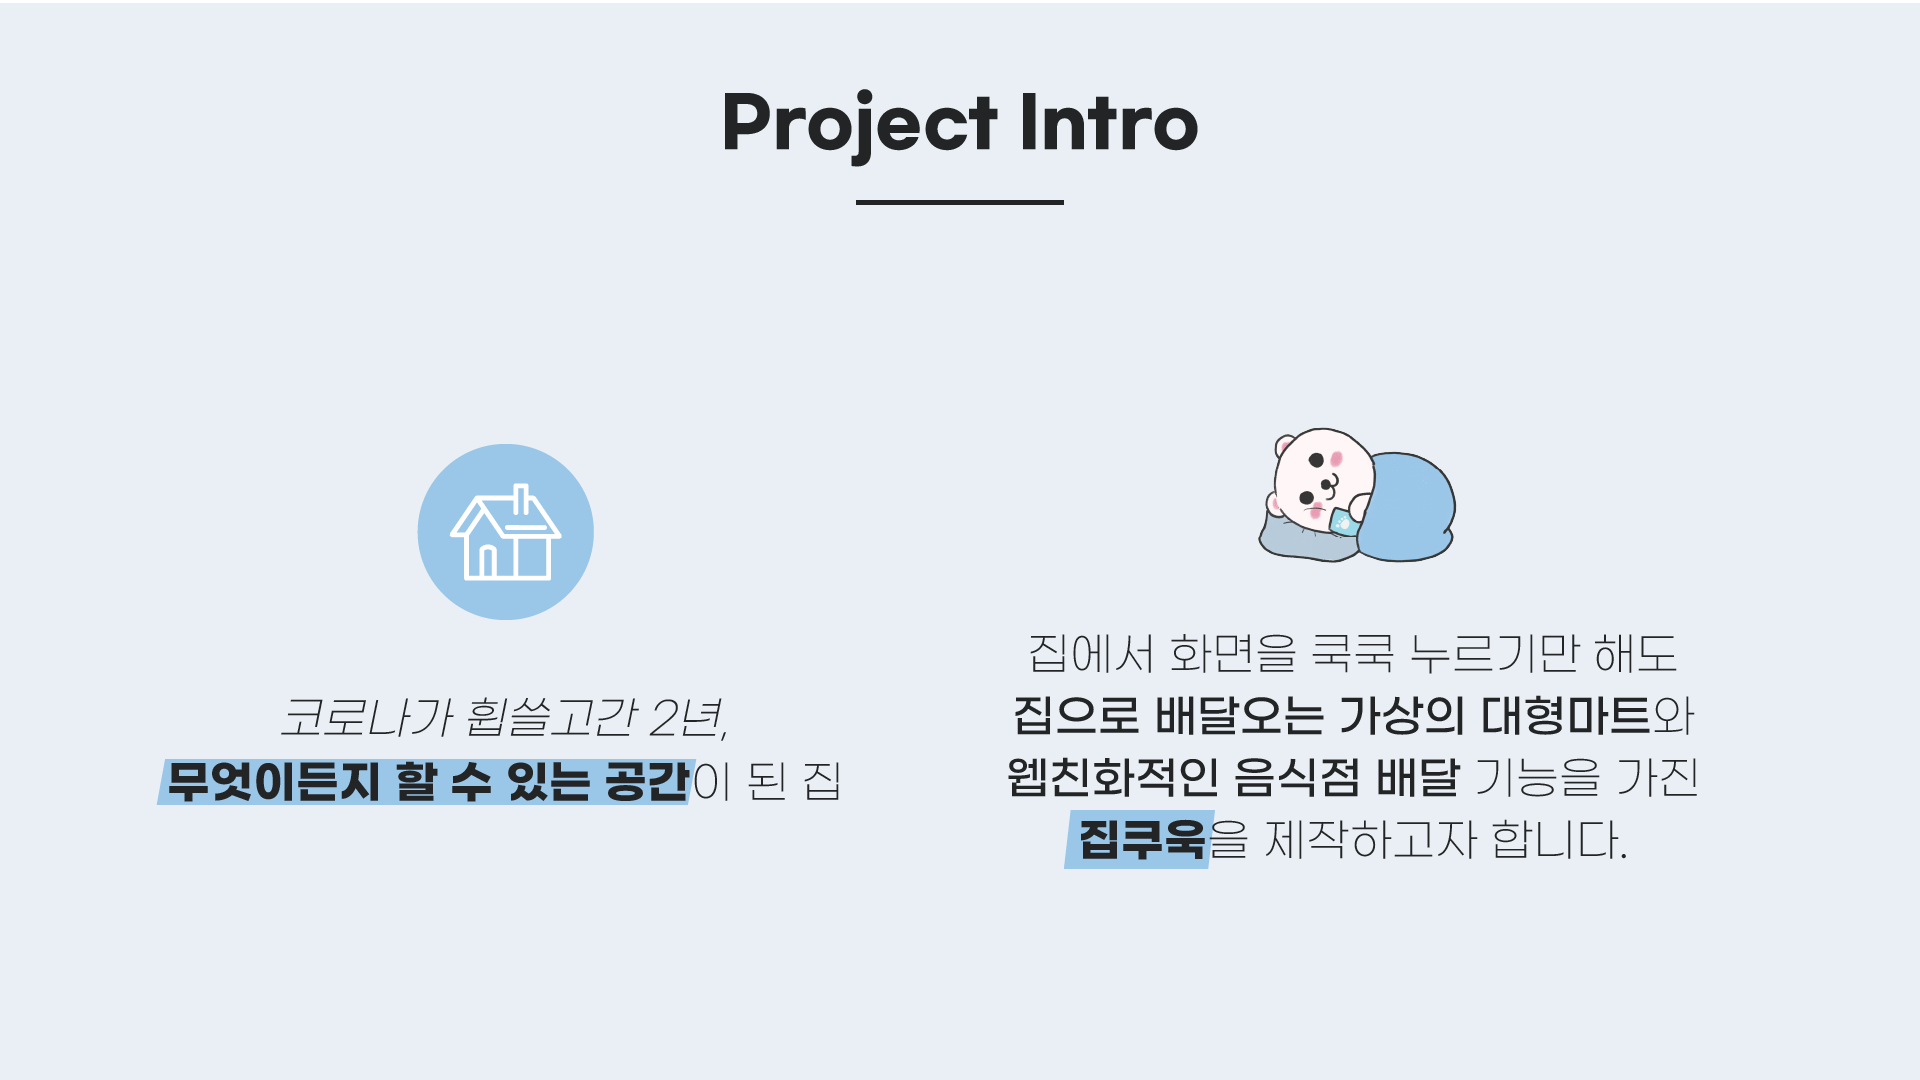 Project Intro
코로나가 휩쓸고간 2년,
무엇이든지 할 수 있는 공간이 된 집
집에서 화면을 쿡쿡 누르기만 해도
집으로 배달오는 가상의 대형마트와
웹친화적인 음식점 배달 기능을 가진
집쿠욱을 제작하고자 합니다.